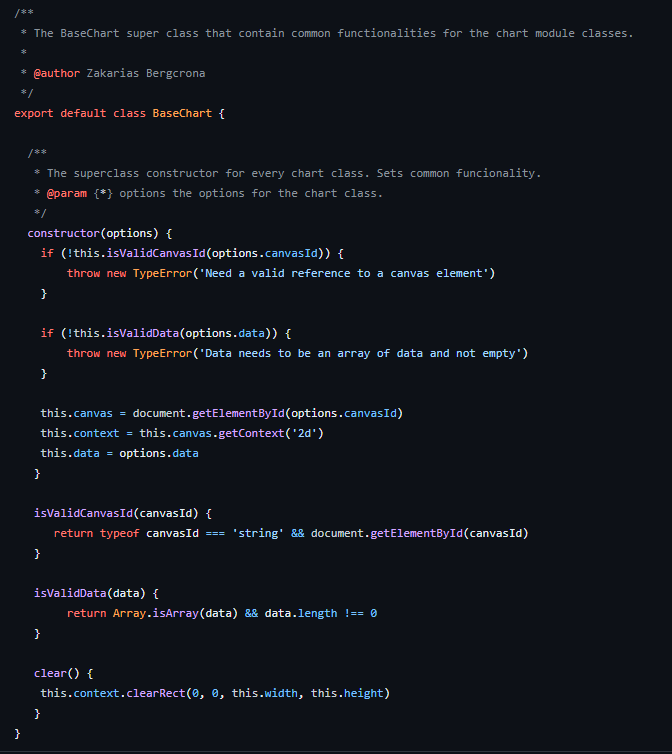 /**
 * The BaseChart super class that contain common functionalities for the chart module classes.
 *
 * @author Zakarias Bergcrona
 */
export default class BaseChart {

  /**
   * The superclass constructor for every chart class. Sets common funcionality.
   * @param {*} options the options for the chart class.
   */
  constructor(options) {
    if (!this.isValidCanvasId(options.canvasId)) {
        throw new TypeError('Need a valid reference to a canvas element')
    }

    if (!this.isValidData(options.data)) {
        throw new TypeError('Data needs to be an array of data and not empty')
    }

    this.canvas = document.getElementById(options.canvasId)
    this.context = this.canvas.getContext('2d')
    this.data = options.data
   }

   isValidCanvasId(canvasId) {
      return typeof canvasId === 'string' && document.getElementById(canvasId)
   }

   isValidData(data) {
        return Array.isArray(data) && data.length !== 0
   }

   clear() {
    this.context.clearRect(0, 0, this.width, this.height)
   }
}